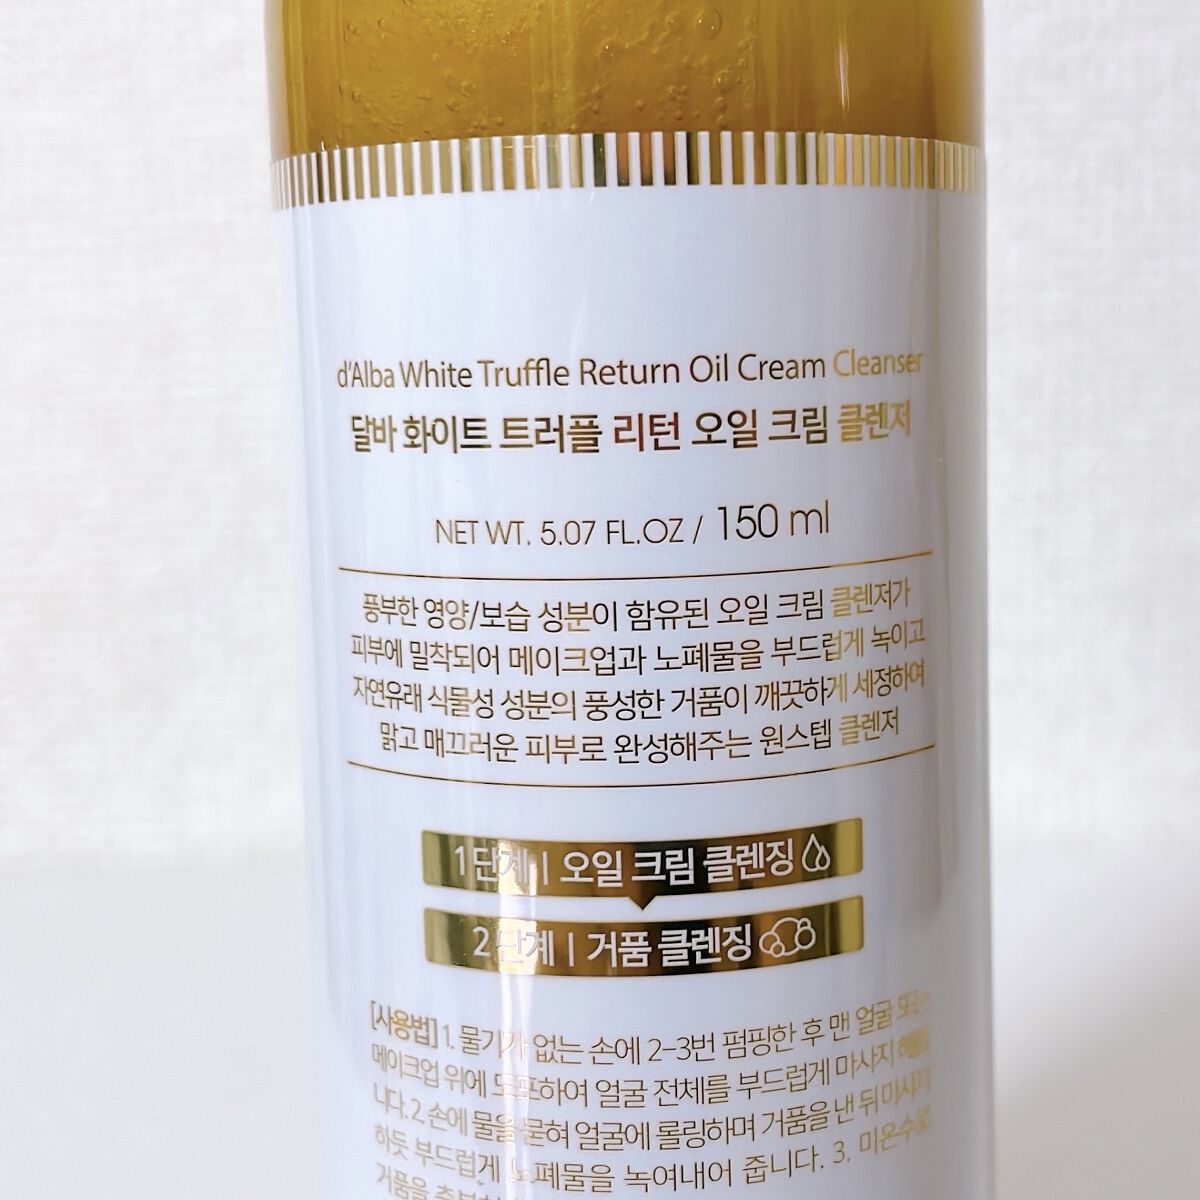 d'Alba White Truffle Return Oil Cream Cleanser
달바 화이트 트러플 리턴 오일 크림 클렌저
NET WT. 5.07 FL.OZ / 150 ml
풍부한 영양/보습 성분이 함유된 오일 크림 클렌저가
피부에 밀착되어 메이크업과 노폐물을 부드럽게 녹이고
자연유래 식물성 성분의 풍성한 거품이 깨끗하게 세정하여
맑고 매끄러운 피부로 완성해주는 원스텝 클렌저
1단계 | 오일 크림 클렌징
2단계 | 거품 클렌징
[사용법] 1. 물기가 없는 손에 2-3번 펌핑한 후 맨 얼굴 또는
메이크업 위에 도포하여 얼굴 전체를 부드럽게 마사지 해줍
니다. 2. 손에 물을 묻혀 얼굴에 롤링하며 거품을 낸 뒤 마사지
하듯 부드럽게 노폐물을 녹여내어 줍니다. 3. 미온수로
거품을